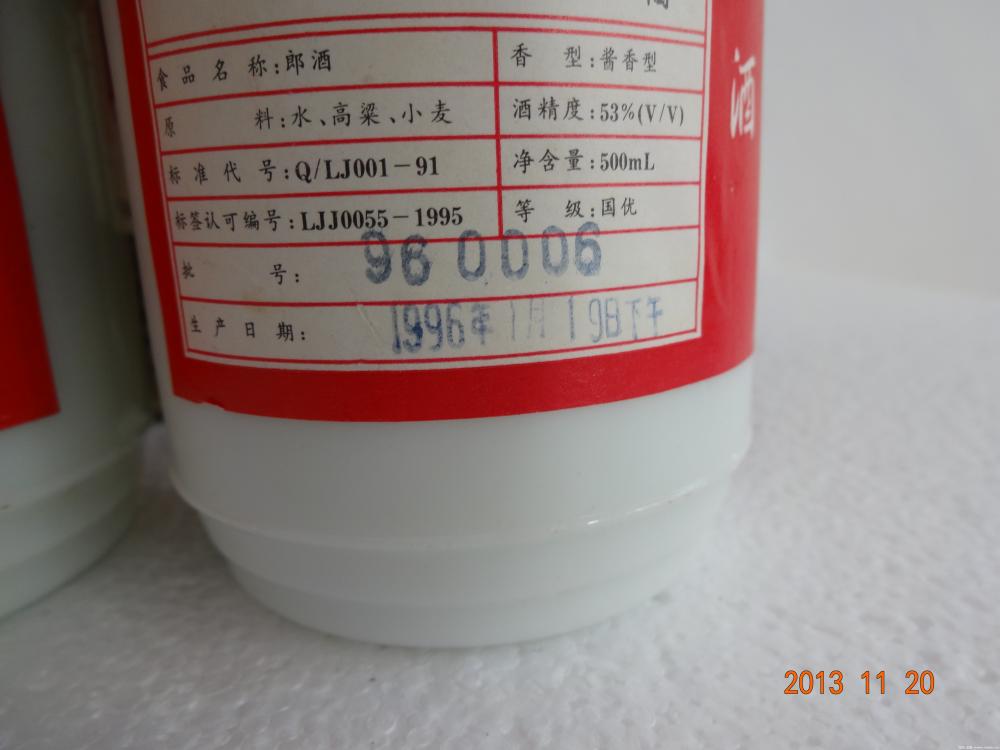 食品名称:郎酒 香型:酱香型
原料:水、高粱、小麦 酒精度:53%(V/V)
标准代号:Q/LJ001-91 净含量:500mL
标签认可编号:LJJ0055-1995 等级:国优
批号: 960006
生产日期: 1996年1月19日下午
酒
2013 11 20